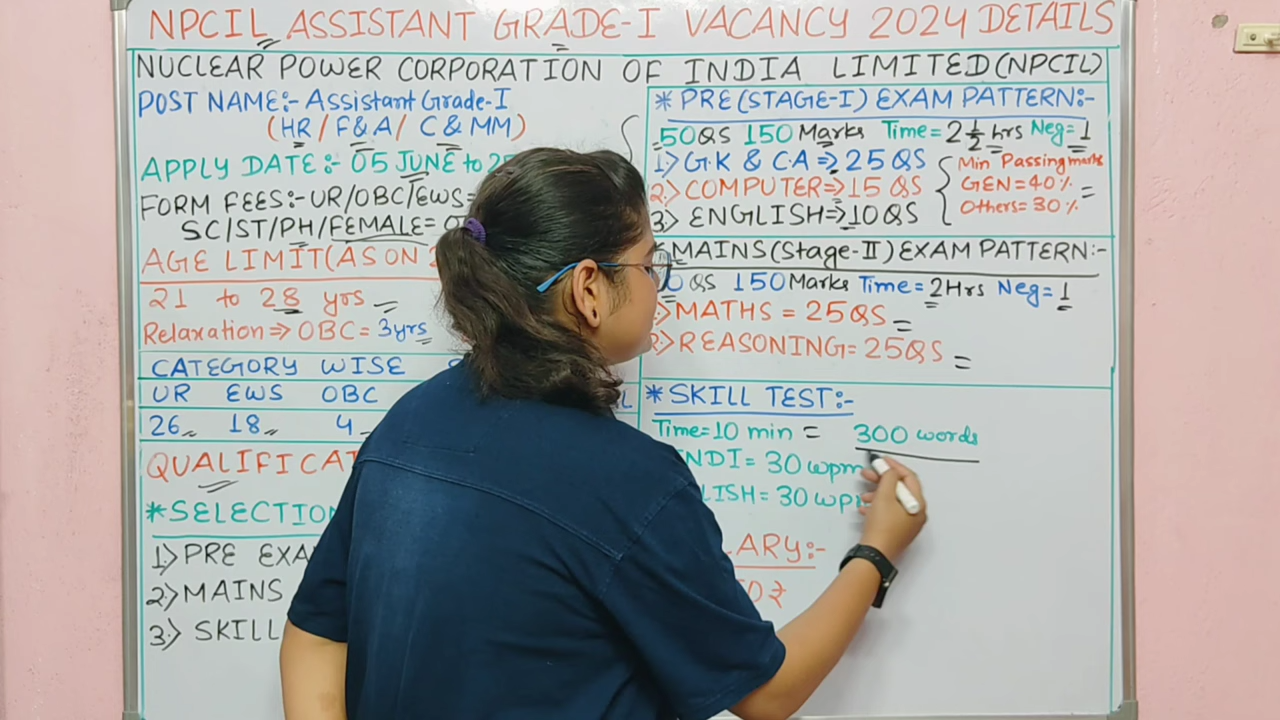 NPCIL ASSISTANT GRADE-I VACANCY 2024 DETAILS
NUCLEAR POWER CORPORATION OF INDIA LIMITED (NPCIL)
POST NAME:- Assistant Grade-I
(HR / F&A / C & MM)
APPLY DATE :- 05 JUNE to 25
FORM FEES:- UR/OBC/EWS=
SC/ST/PH/FEMALE=
AGE LIMIT (AS ON
21 to 28 yrs
Relaxation ⇒ OBC = 3yrs
CATEGORY WISE
UR EWS OBC
26 18 4
*SELECTION
1.) PRE
2.) MAINS
3.) SKILL
* PRE (STAGE-I) EXAM PATTERN:-
50QS 150 Marks Time= 2 1/2 hrs Neg= 1
1.) G.K & CA ⇒ 25 QS
2.) COMPUTER ⇒ 15 QS
3.) ENGLISH ⇒ 10 QS
Min Passing marks
GEN = 40%
Others = 30%
*MAINS (Stage-II) EXAM PATTERN:-
QS 150 Marks Time= 2Hrs Neg= 1
MATHS = 25QS
REASONING= 25QS
* SKILL TEST:-
Time=10 min = 300 words
= 30 wpm
= 30